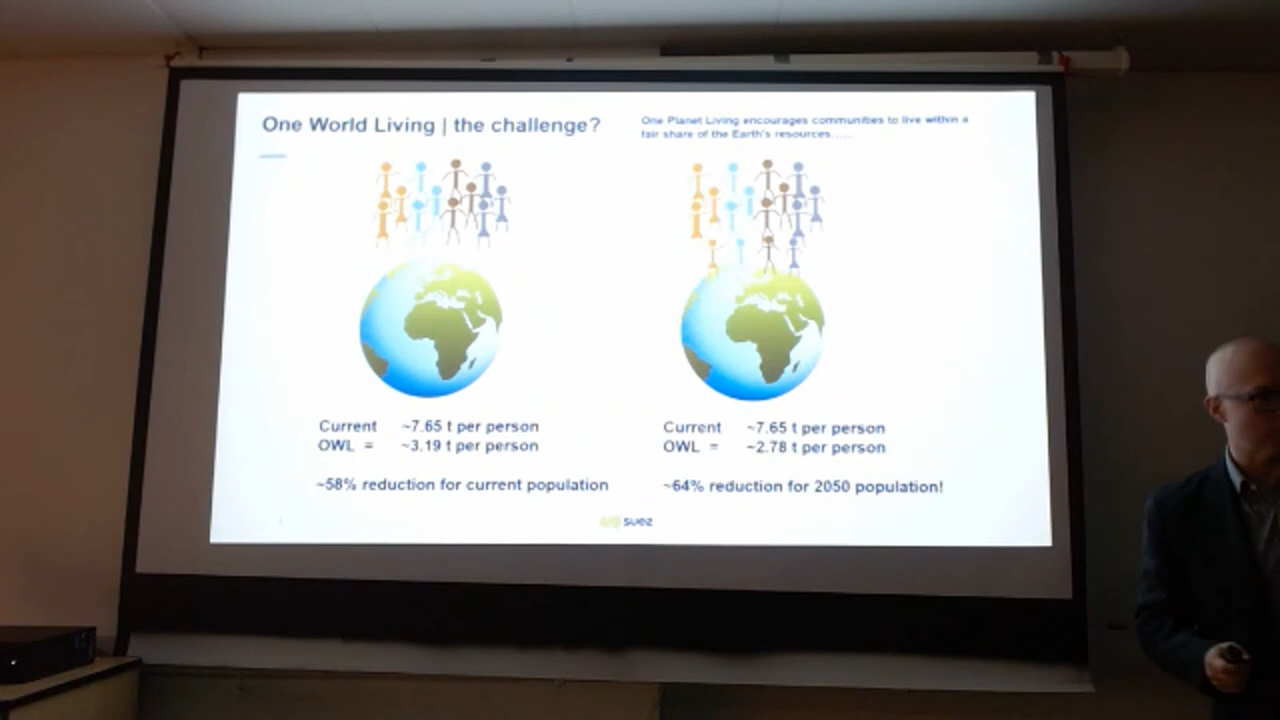 One World Living | the challenge?
One Planet Living encourages communities to live within a
fair share of the Earth's resources......
Current ~7.65 t per person
OWL = ~3.19 t per person
~58% reduction for current population
Current ~7.65 t per person
OWL = ~2.78 t per person
~64% reduction for 2050 population!
suez